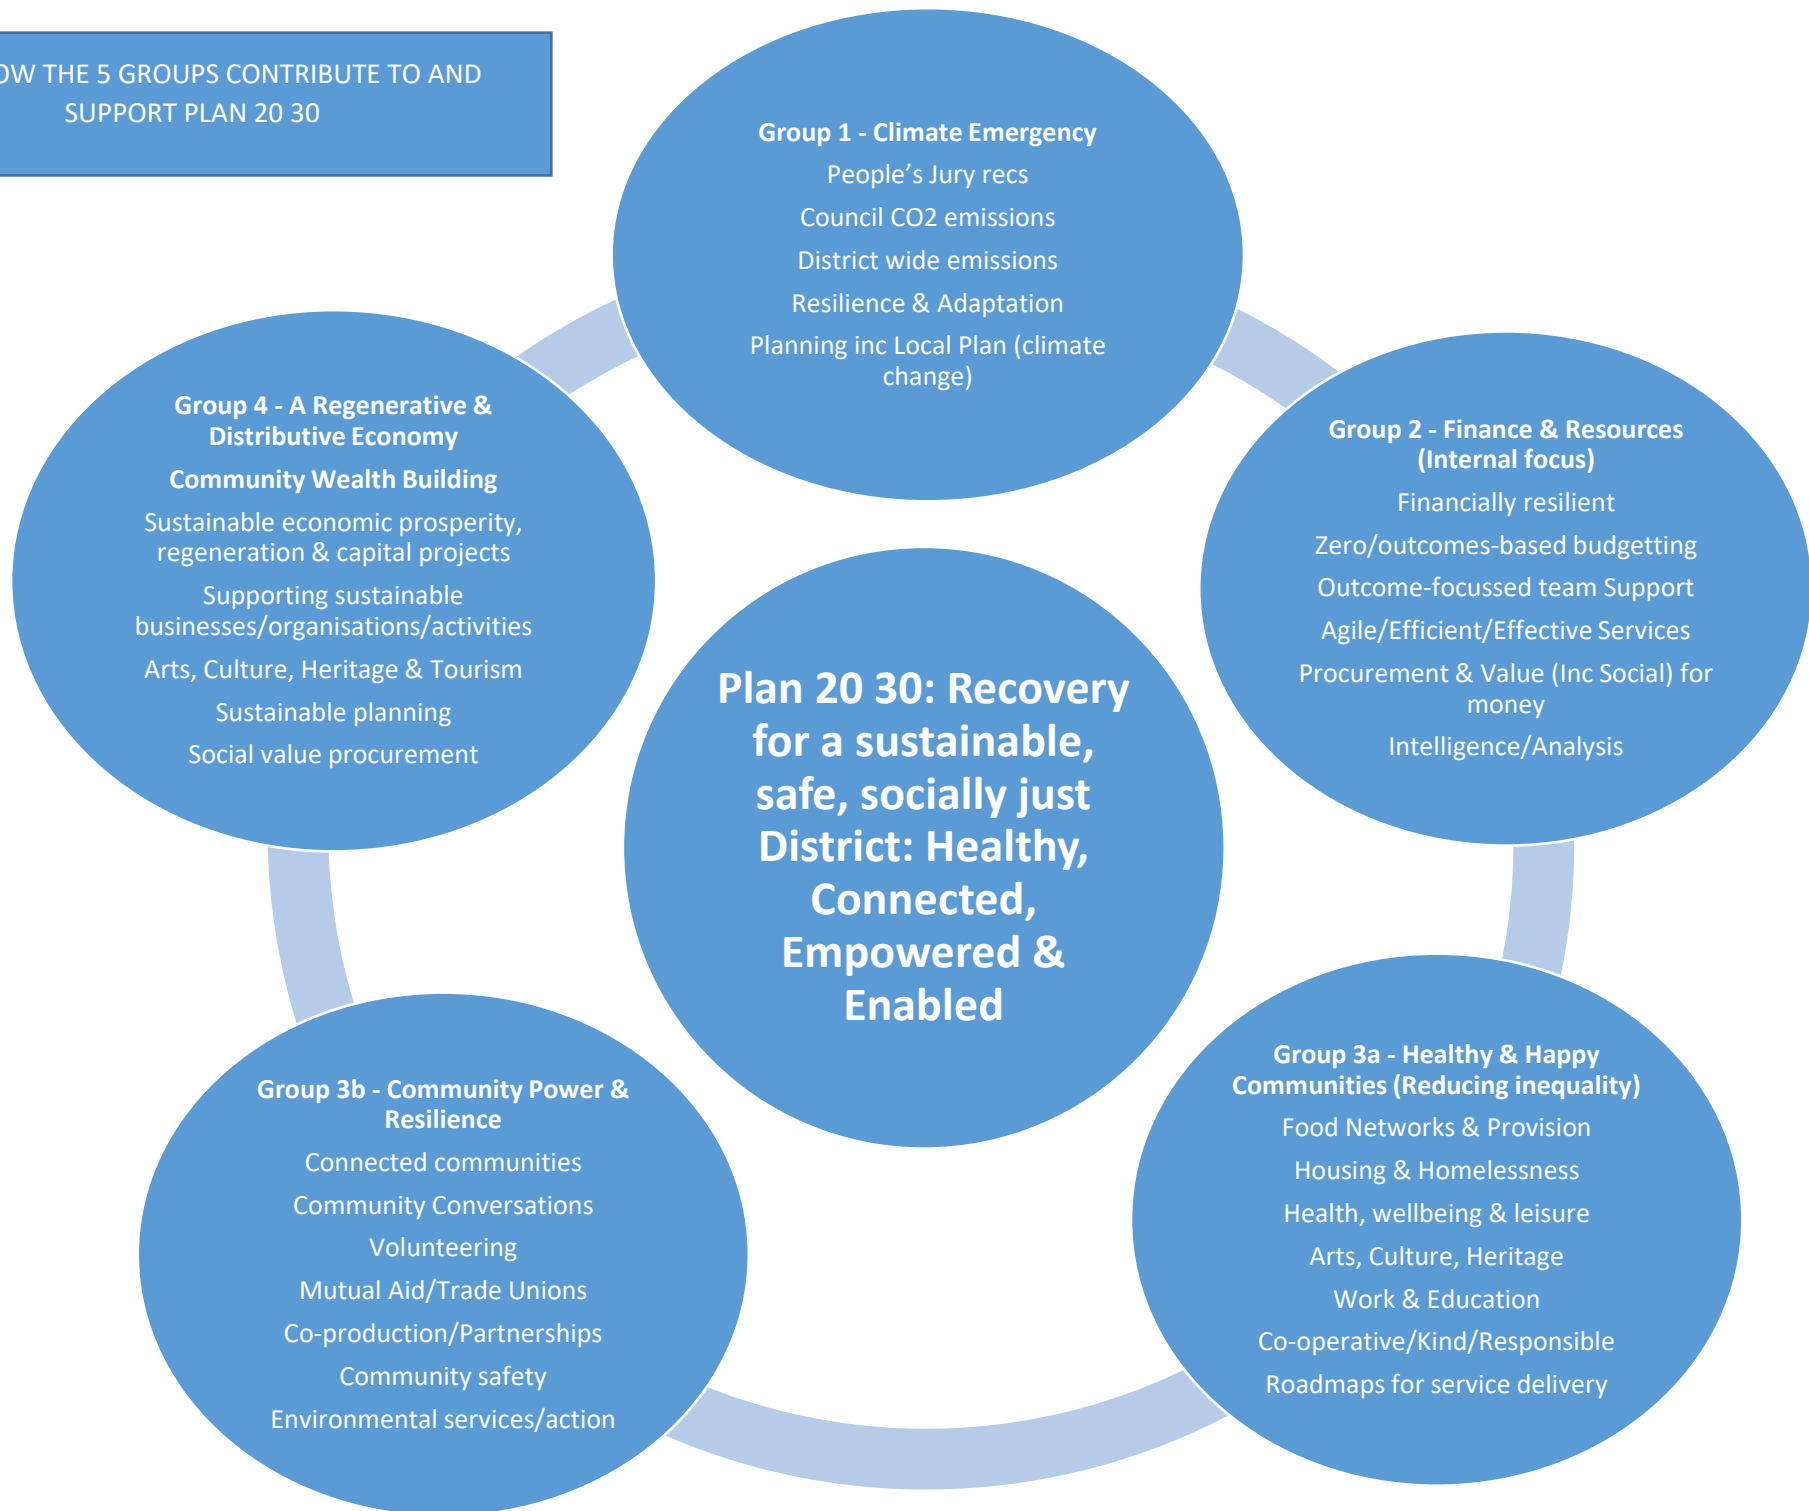 OW THE 5 GROUPS CONTRIBUTE TO AND
SUPPORT PLAN 20 30
Group 1 - Climate Emergency
People’s Jury recs
Council CO2 emissions
District wide emissions
Resilience & Adaptation
Planning inc Local Plan (climate
change)
Group 2 - Finance & Resources
(Internal focus)
Financially resilient
Zero/outcomes-based budgetting
Outcome-focussed team Support
Agile/Efficient/Effective Services
Procurement & Value (Inc Social) for
money
Intelligence/Analysis
Group 3a - Healthy & Happy
Communities (Reducing inequality)
Food Networks & Provision
Housing & Homelessness
Health, wellbeing & leisure
Arts, Culture, Heritage
Work & Education
Co-operative/Kind/Responsible
Roadmaps for service delivery
Group 3b - Community Power &
Resilience
Connected communities
Community Conversations
Volunteering
Mutual Aid/Trade Unions
Co-production/Partnerships
Community safety
Environmental services/action
Group 4 - A Regenerative &
Distributive Economy
Community Wealth Building
Sustainable economic prosperity,
regeneration & capital projects
Supporting sustainable
businesses/organisations/activities
Arts, Culture, Heritage & Tourism
Sustainable planning
Social value procurement
Plan 20 30: Recovery
for a sustainable,
safe, socially just
District: Healthy,
Connected,
Empowered &
Enabled